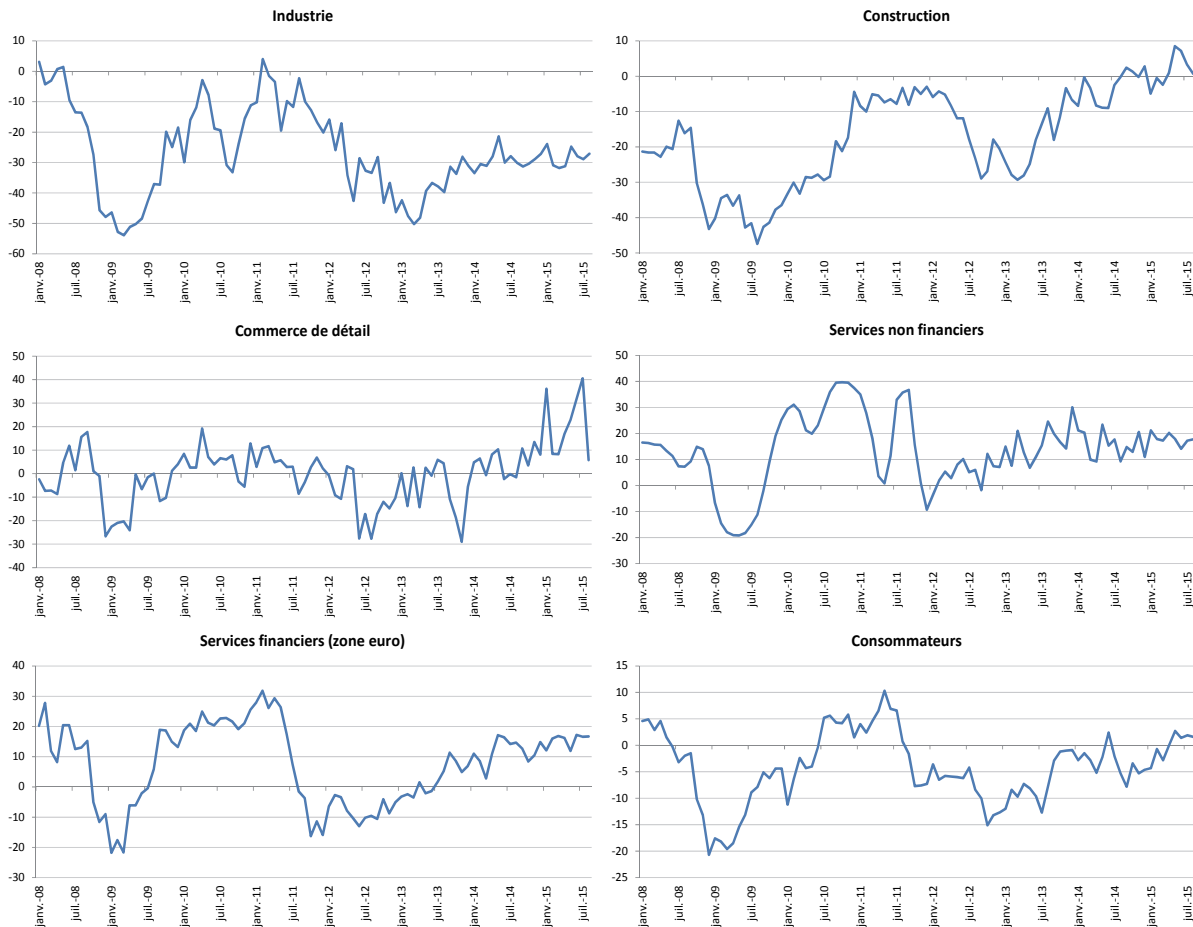 Industrie
10
0
-10
-20
-30
-40
-50
-60
janv.-08
juil.-08
janv.-09
juil.-09
janv.-10
juil.-10
janv.-11
juil.-11
janv.-12
juil.-12
janv.-13
juil.-13
janv.-14
juil.-14
janv.-15
juil.-15
Construction
10
0
-10
-20
-30
-40
-50
janv.-08
juil.-08
janv.-09
juil.-09
janv.-10
juil.-10
janv.-11
juil.-11
janv.-12
juil.-12
janv.-13
juil.-13
janv.-14
juil.-14
janv.-15
juil.-15
Commerce de détail
50
40
30
20
10
0
-10
-20
-30
-40
janv.-08
juil.-08
janv.-09
juil.-09
janv.-10
juil.-10
janv.-11
juil.-11
janv.-12
juil.-12
janv.-13
juil.-13
janv.-14
juil.-14
janv.-15
juil.-15
Services non financiers
50
40
30
20
10
0
-10
-20
-30
janv.-08
juil.-08
janv.-09
juil.-09
janv.-10
juil.-10
janv.-11
juil.-11
janv.-12
juil.-12
janv.-13
juil.-13
janv.-14
juil.-14
janv.-15
juil.-15
Services financiers (zone euro)
40
30
20
10
0
-10
-20
-30
janv.-08
juil.-08
janv.-09
juil.-09
janv.-10
juil.-10
janv.-11
juil.-11
janv.-12
juil.-12
janv.-13
juil.-13
janv.-14
juil.-14
janv.-15
juil.-15
Consommateurs
15
10
5
0
-5
-10
-15
-20
-25
janv.-08
juil.-08
janv.-09
juil.-09
janv.-10
juil.-10
janv.-11
juil.-11
janv.-12
juil.-12
janv.-13
juil.-13
janv.-14
juil.-14
janv.-15
juil.-15